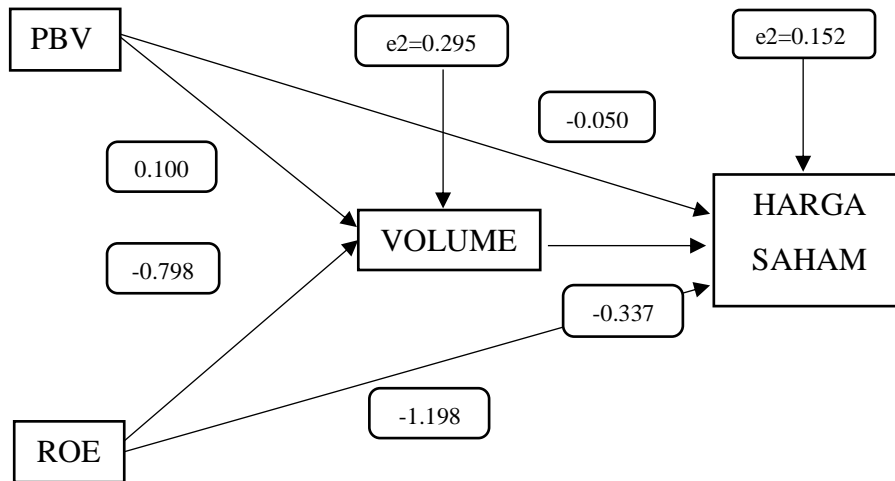 PBV
e2=0.295
e2=0.152
-0.050
0.100
HARGA
SAHAM
VOLUME
-0.798
-0.337
-1.198
ROE